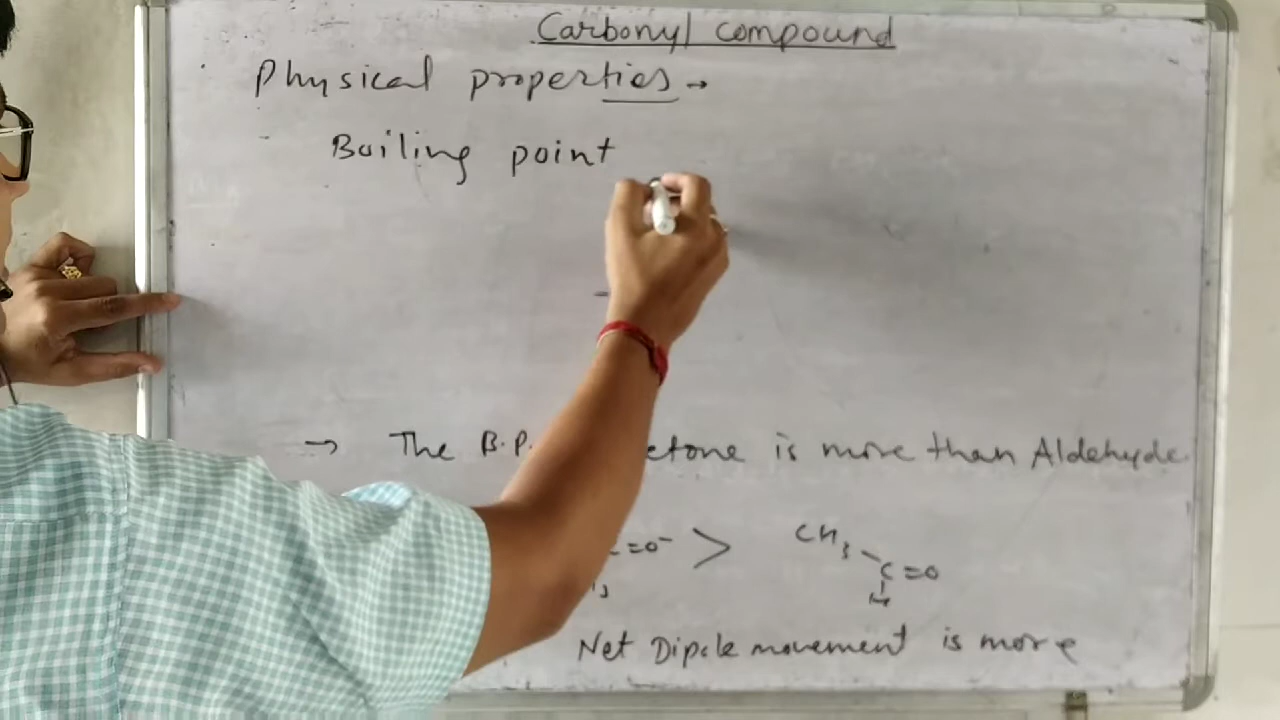 Carbonyl compound
Physical properties →
Boiling point
→ The B.P. etone is more than Aldehyde
=O⁻ > CH₃
C=O
H
Net Dipole movement is more